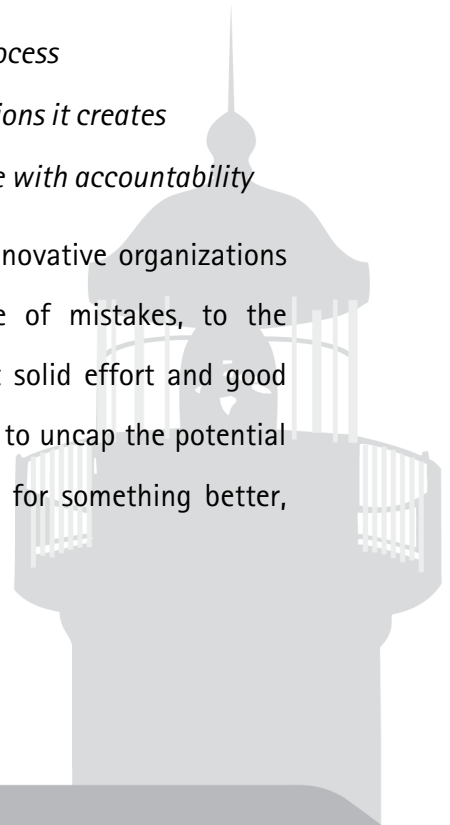 ocess
ions it creates
e with accountability
nnovative organizations
e of mistakes, to the
t solid effort and good
to uncap the potential
for something better,